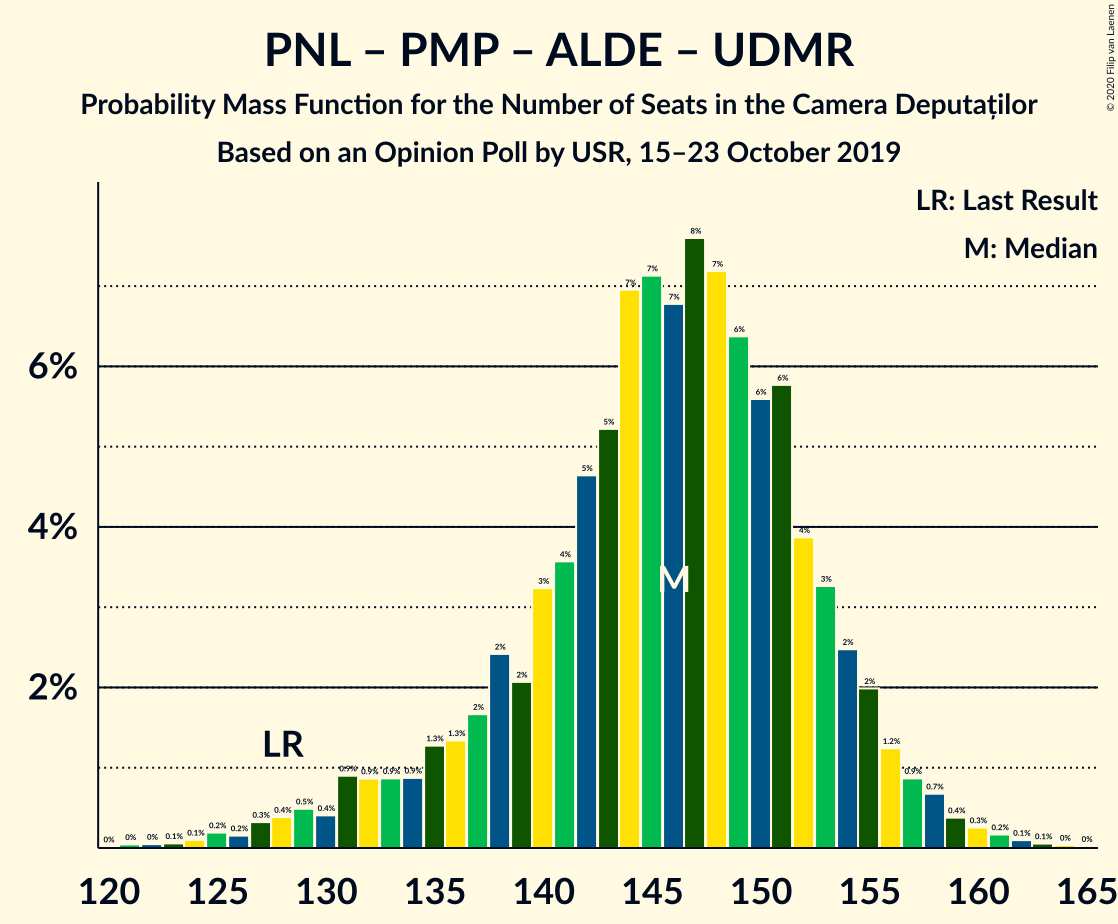 PNL – PMP – ALDE – UDMR
Probability Mass Function for the Number of Seats in the Camera Deputaților
Based on an Opinion Poll by USR, 15–23 October 2019
© 2020 Filip van Laenen
LR: Last Result
M: Median
6%
4%
2%
LR
M
0% 0% 0% 0.1% 0.1% 0.2% 0.2% 0.3% 0.4% 0.5% 0.4% 0.9% 0.9% 0.9% 0.9% 1.3% 1.3% 2% 2% 2% 3% 4% 5% 5% 7% 7% 7% 8% 7% 6% 6% 6% 4% 3% 2% 2% 1.2% 0.9% 0.7% 0.4% 0.3% 0.2% 0.1% 0.1% 0% 0%
120 125 130 135 140 145 150 155 160 165